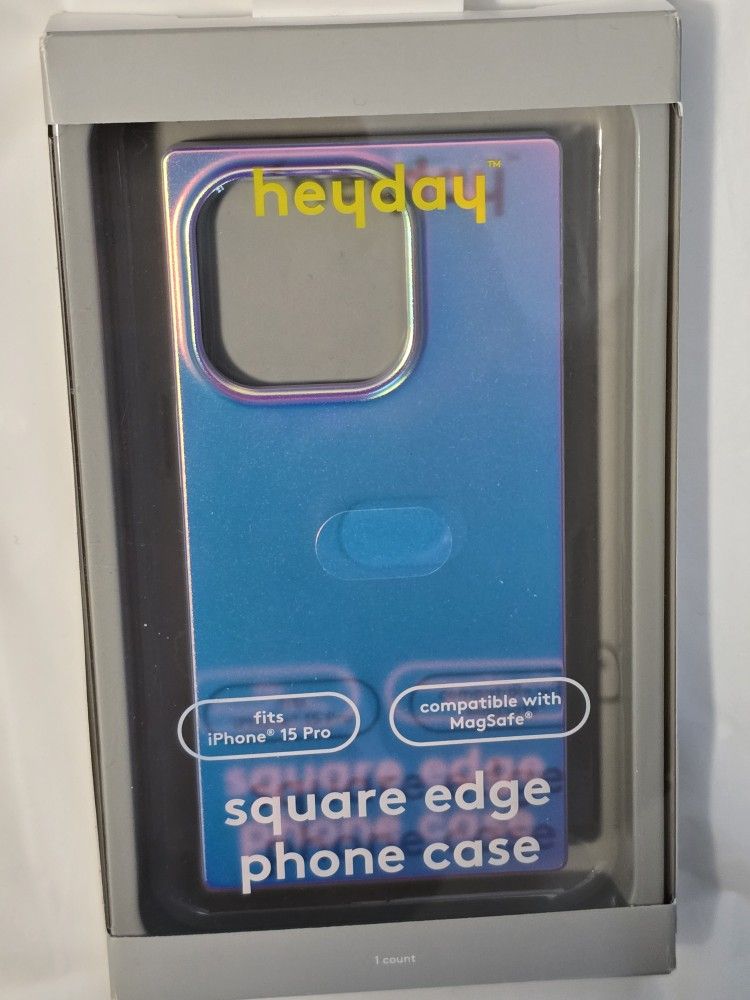 heyday™
fits
iPhone® 15 Pro
compatible with
MagSafe®
square edge
phone case
1 count